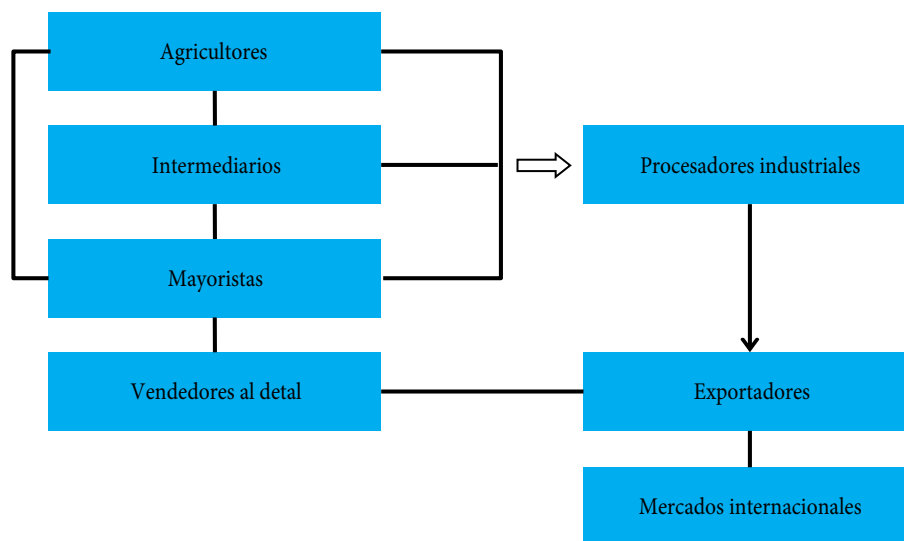 Agricultores
Intermediarios
Procesadores industriales
Mayoristas
Vendedores al detal
Exportadores
Mercados internacionales